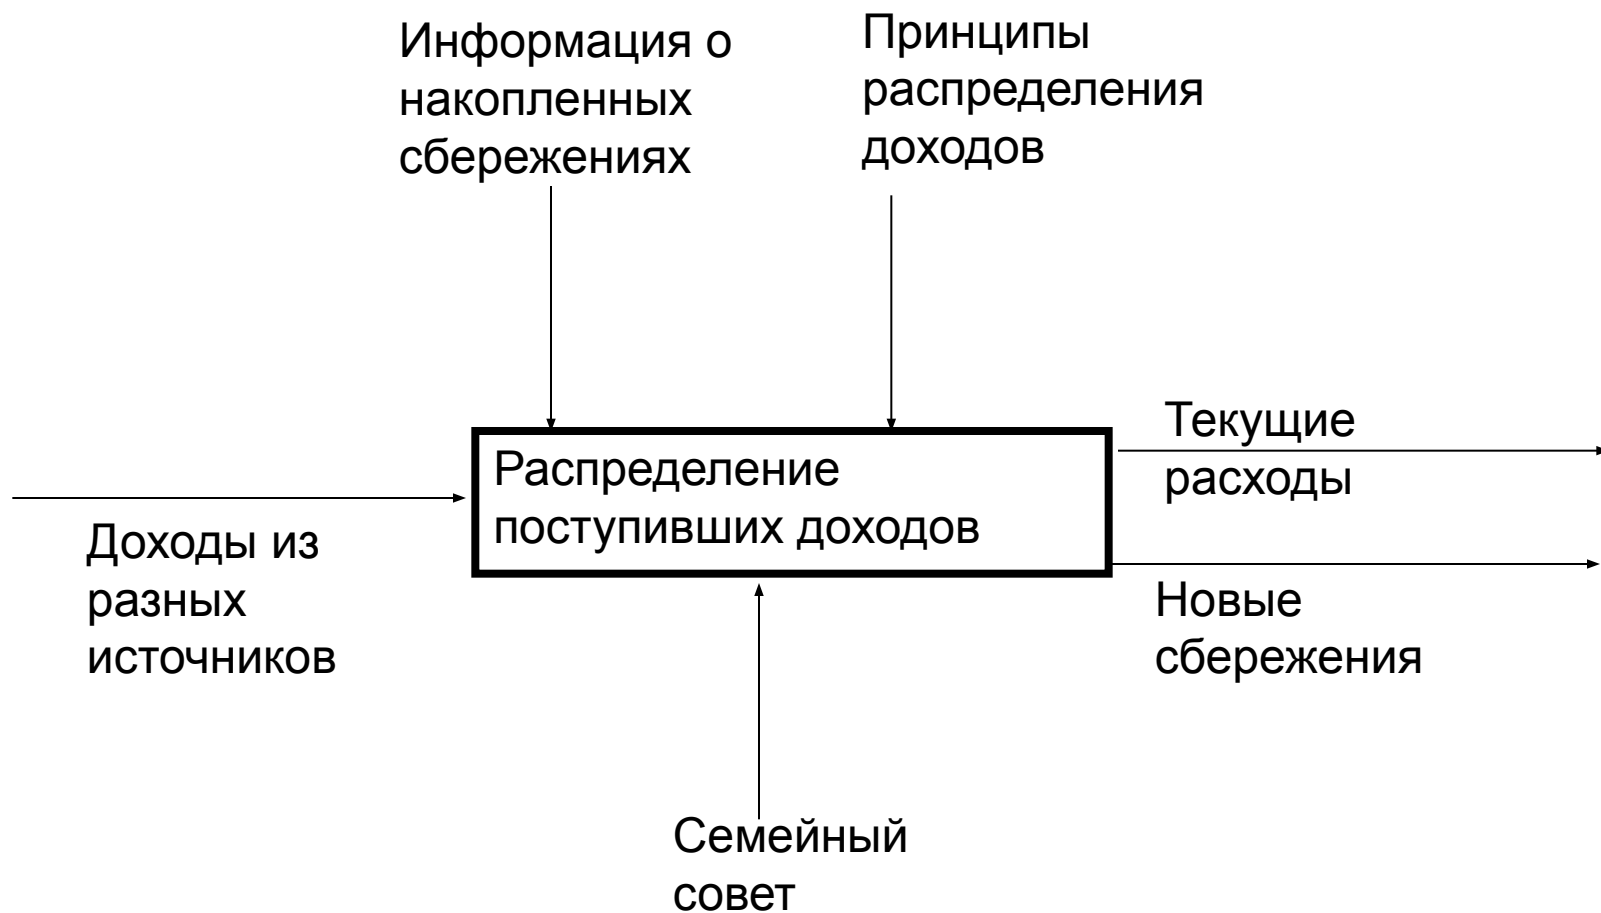 Информация о
накопленных
сбережениях
Принципы
распределения
доходов
Распределение
поступивших доходов
Текущие
расходы
Доходы из
разных
источников
Новые
сбережения
Семейный
совет